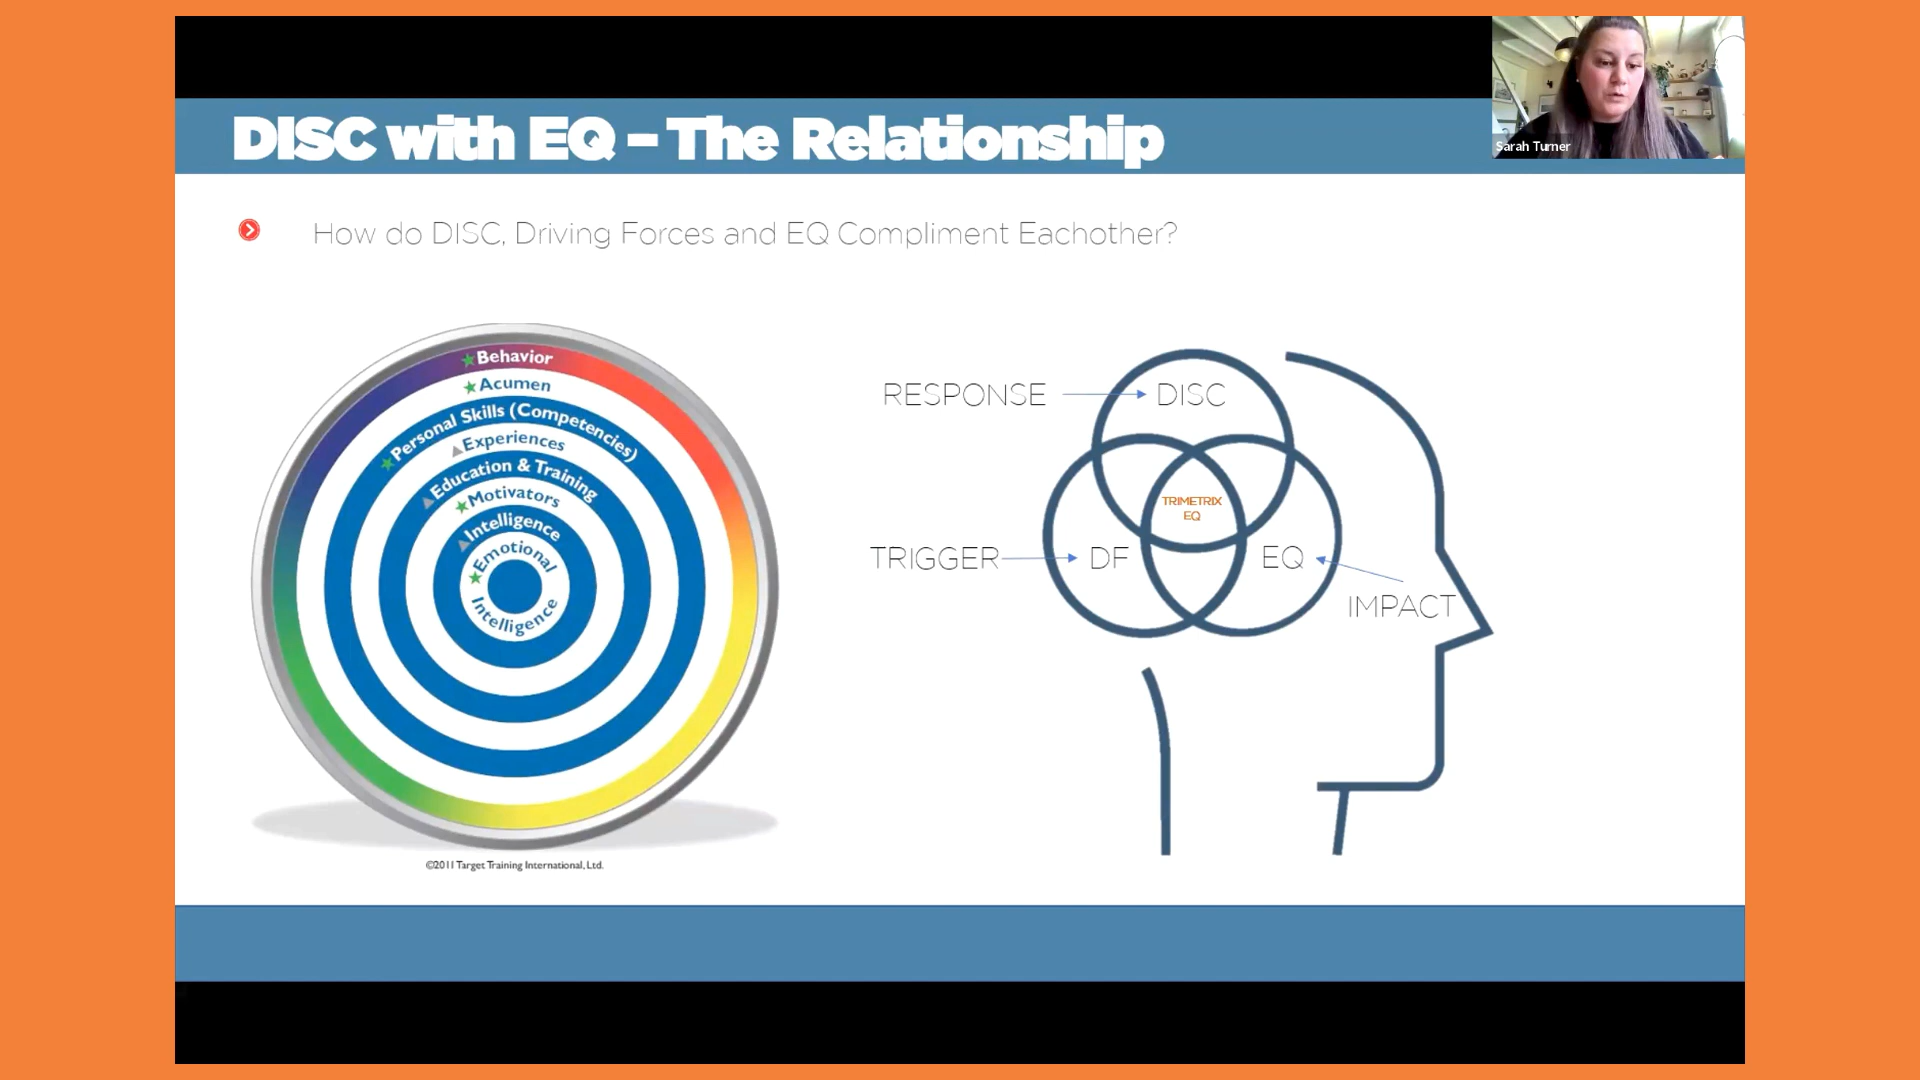 DISC with EQ – The Relationship
Sarah Turner
How do DISC, Driving Forces and EQ Compliment Eachother?
Behavior
Acumen
Personal Skills (Competencies)
Experiences
Education & Training
Motivators
Intelligence
Emotional
Intelligence
©2011 Target Training International, Ltd.
RESPONSE
DISC
TRIMETRIX
EQ
TRIGGER
DF
EQ
IMPACT